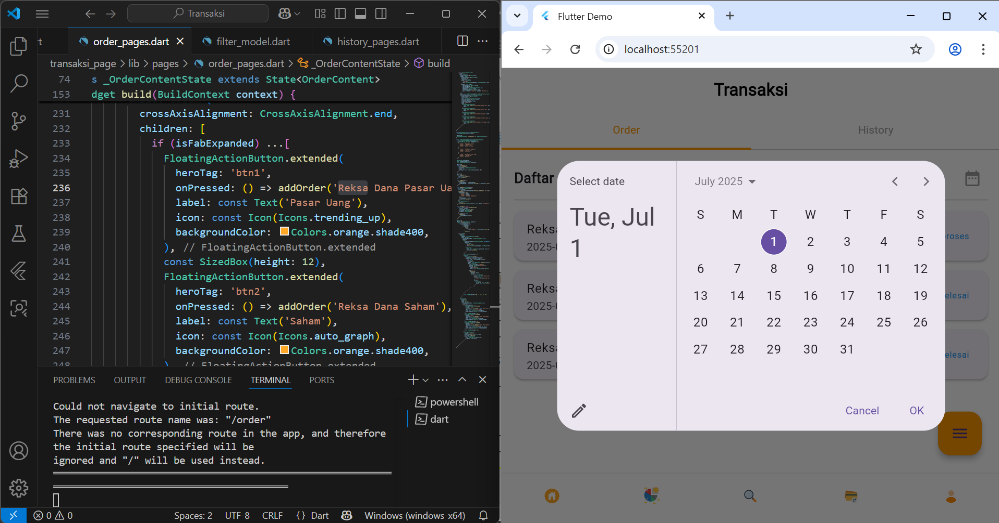 Transaksi
rt
order_pages.dart
filter_model.dart
history_pages.dart
transaksi_page > lib > pages > order_pages.dart > _OrderContentState > build
74 s _OrderContentState extends State<OrderContent>
153 dget build(BuildContext context) {
231 crossAxisAlignment: CrossAxisAlignment.end,
232 children: [
233 if (isFabExpanded) ...[
234 FloatingActionButton.extended(
235 heroTag: 'btn1',
236 onPressed: () => addOrder('Reksa Dana Pasar Ua
237 label: const Text('Pasar Uang'),
238 icon: const Icon(Icons.trending_up),
239 backgroundColor: Colors.orange.shade400,
240 ), // FloatingActionButton.extended
241 const SizedBox(height: 12),
242 FloatingActionButton.extended(
243 heroTag: 'btn2',
244 onPressed: () => addOrder('Reksa Dana Saham'),
245 label: const Text('Saham'),
246 icon: const Icon(Icons.auto_graph),
247 backgroundColor: Colors.orange.shade400,
248 ), // FloatingActionButton.extended
PROBLEMS OUTPUT DEBUG CONSOLE TERMINAL PORTS
powershell
dart
Could not navigate to initial route.
The requested route name was: "/order"
There was no corresponding route in the app, and therefore
the initial route specified will be
ignored and "/" will be used instead.
0 0 Spaces: 2 UTF 8 CRLF {} Dart Windows (windows x64)
Flutter Demo
localhost:55201
Transaksi
Order
History
Daftar
Reksa
2025-0
roses
Reksa
2025-0
elesai
Reksa
2025-0
elesai
Select date
Tue, Jul
1
July 2025
S M T W T F S
1 2 3 4 5
6 7 8 9 10 11 12
13 14 15 16 17 18 19
20 21 22 23 24 25 26
27 28 29 30 31
Cancel OK